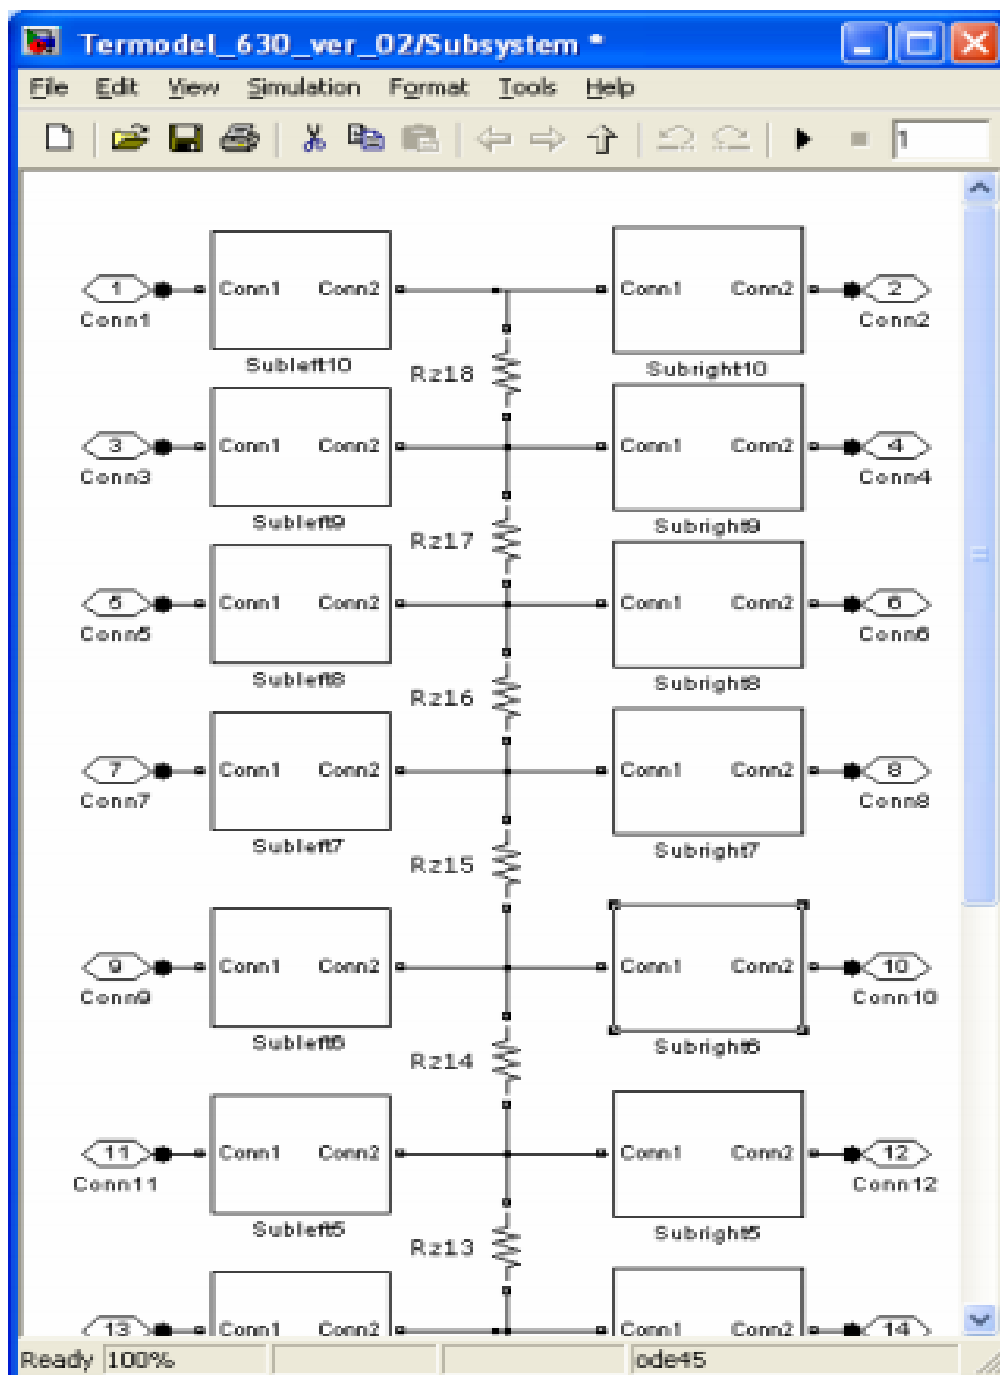 Termodel_630_ver_02/Subsystem *
File Edit View Simulation Format Tools Help
1
1 Conn1 Conn2 Conn1 Conn2 2
Conn1 Conn2
Subleft10 Rz18 Subright10
3 Conn1 Conn2 Conn1 Conn2 4
Conn3 Conn4
Subleft9 Rz17 Subright9
5 Conn1 Conn2 Conn1 Conn2 6
Conn5 Conn6
Subleft8 Rz16 Subright8
7 Conn1 Conn2 Conn1 Conn2 8
Conn7 Conn8
Subleft7 Rz15 Subright7
9 Conn1 Conn2 Conn1 Conn2 10
Conn9 Conn10
Subleft6 Rz14 Subright6
11 Conn1 Conn2 Conn1 Conn2 12
Conn11 Conn12
Subleft5 Rz13 Subright5
13 Conn1 Conn2 Conn1 Conn2 14
Ready 100% ode45